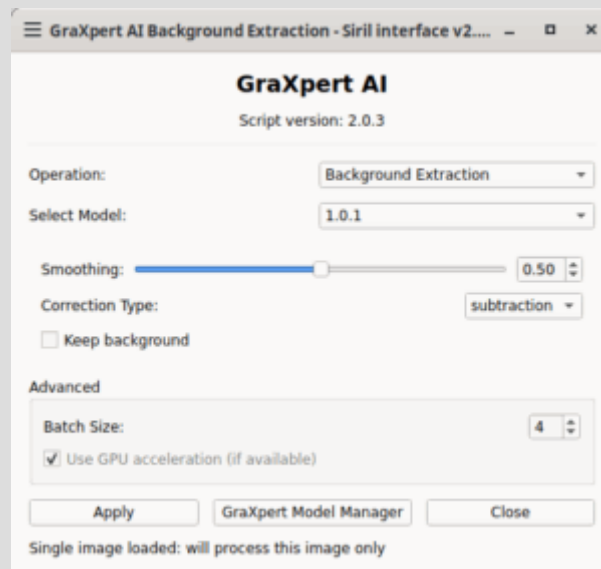 GraXpert AI Background Extraction - Siril interface v2....
GraXpert AI
Script version: 2.0.3
Operation: Background Extraction
Select Model: 1.0.1
Smoothing: 0.50
Correction Type: subtraction
Keep background
Advanced
Batch Size: 4
Use GPU acceleration (if available)
Apply GraXpert Model Manager Close
Single image loaded: will process this image only